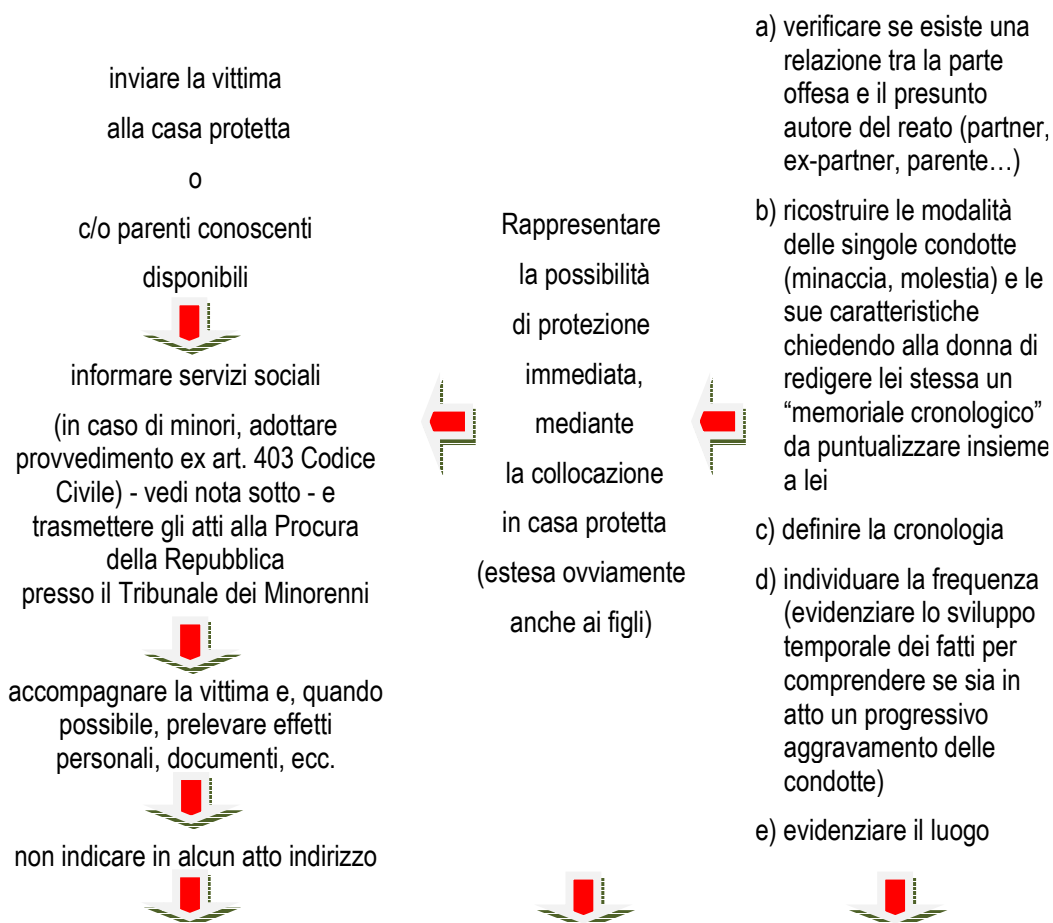 inviare la vittima
alla casa protetta
o
c/o parenti conoscenti
disponibili
informare servizi sociali
(in caso di minori, adottare
provvedimento ex art. 403 Codice
Civile) - vedi nota sotto - e
trasmettere gli atti alla Procura
della Repubblica
presso il Tribunale dei Minorenni
accompagnare la vittima e, quando
possibile, prelevare effetti
personali, documenti, ecc.
non indicare in alcun atto indirizzo
Rappresentare
la possibilità
di protezione
immediata,
mediante
la collocazione
in casa protetta
(estesa ovviamente
anche ai figli)
a) verificare se esiste una
relazione tra la parte
offesa e il presunto
autore del reato (partner,
ex-partner, parente…)
b) ricostruire le modalità
delle singole condotte
(minaccia, molestia) e le
sue caratteristiche
chiedendo alla donna di
redigere lei stessa un
“memoriale cronologico”
da puntualizzare insieme
a lei
c) definire la cronologia
d) individuare la frequenza
(evidenziare lo sviluppo
temporale dei fatti per
comprendere se sia in
atto un progressivo
aggravamento delle
condotte)
e) evidenziare il luogo